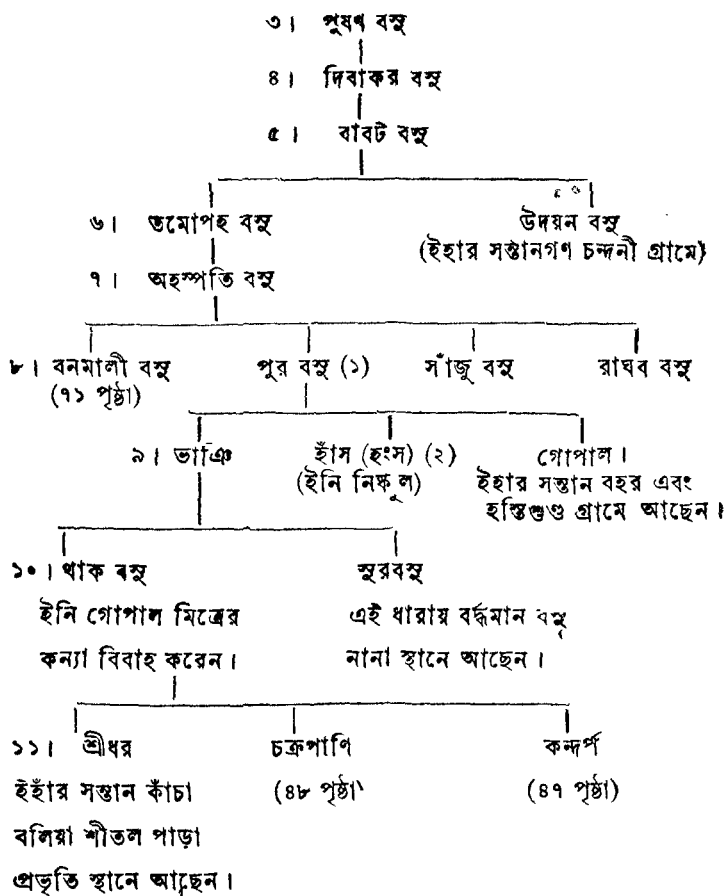 ৩। পুষণ বসু
৪। দিবাকর বসু
৫। বাবট বসু
৬। তমোপহ বসু উদয়ন বসু
(ইহার সন্তানগণ চন্দনী গ্রামে)
৭। অহস্পতি বসু
৮। বনমালী বসু পুর বসু (১) সাঁজু বসু রাঘব বসু
(৭১ পৃষ্ঠা)
৯। ভাঞি হাঁস (হংস) (২) গোপাল।
(ইনি নিষ্কুল) ইহার সন্তান বহর এবং
হস্তিশুণ্ড গ্রামে আছেন।
১০। থাক বসু সুরবসু
ইনি গোপাল মিত্রের এই ধারায় বর্দ্ধমান বসু
কন্যা বিবাহ করেন। নানা স্থানে আছেন।
১১। শ্রীধর চক্রপাণি কন্দর্প
ইহাঁর সন্তান কাঁচা (৪৮ পৃষ্ঠা) (৪৭ পৃষ্ঠা)
বলিয়া শীতল পাড়া
প্রভৃতি স্থানে আছেন।